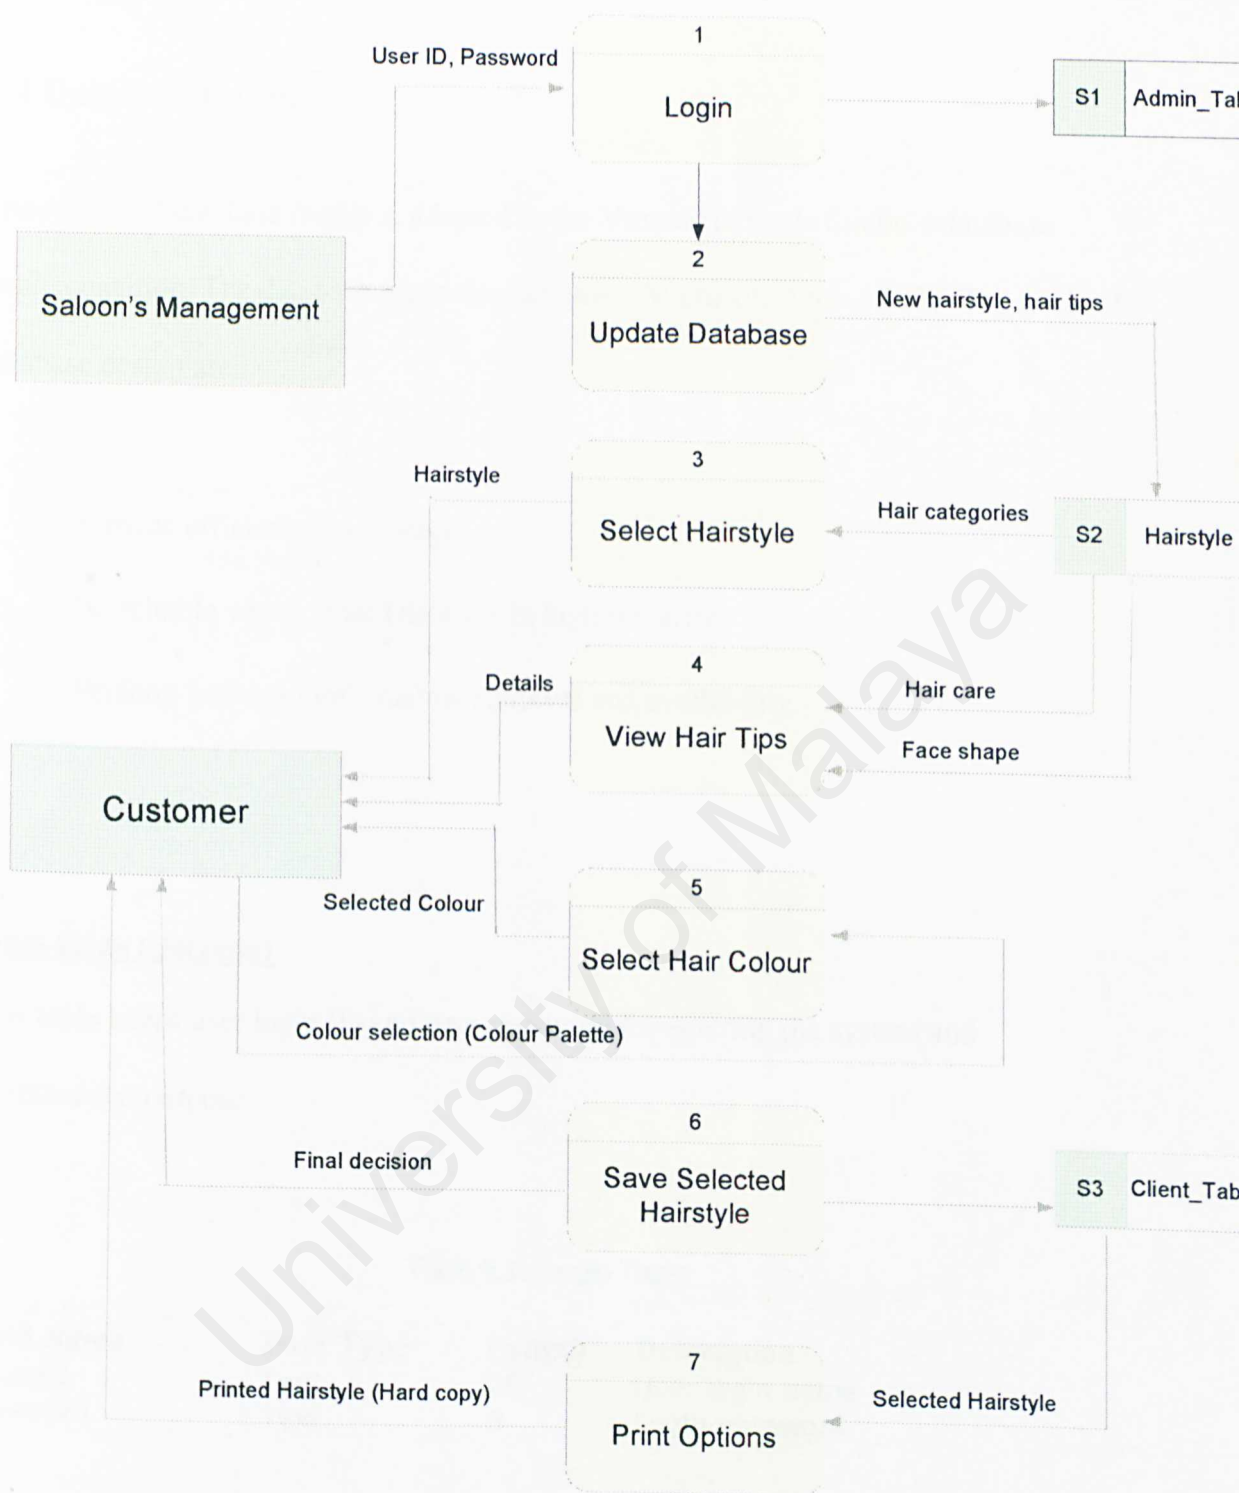 1
User ID, Password
Login
S1
2
Saloon's Management
Update Database
New hairstyle, hair tips
3
Hairstyle
Select Hairstyle
Hair categories
S2
Hairstyle
4
Details
View Hair Tips
Hair care
Face shape
Customer
5
Selected Colour
Select Hair Colour
Colour selection (Colour Palette)
6
Final decision
Save Selected
Hairstyle
S3
7
Printed Hairstyle (Hard copy)
Selected Hairstyle
Print Options
University of Malaya